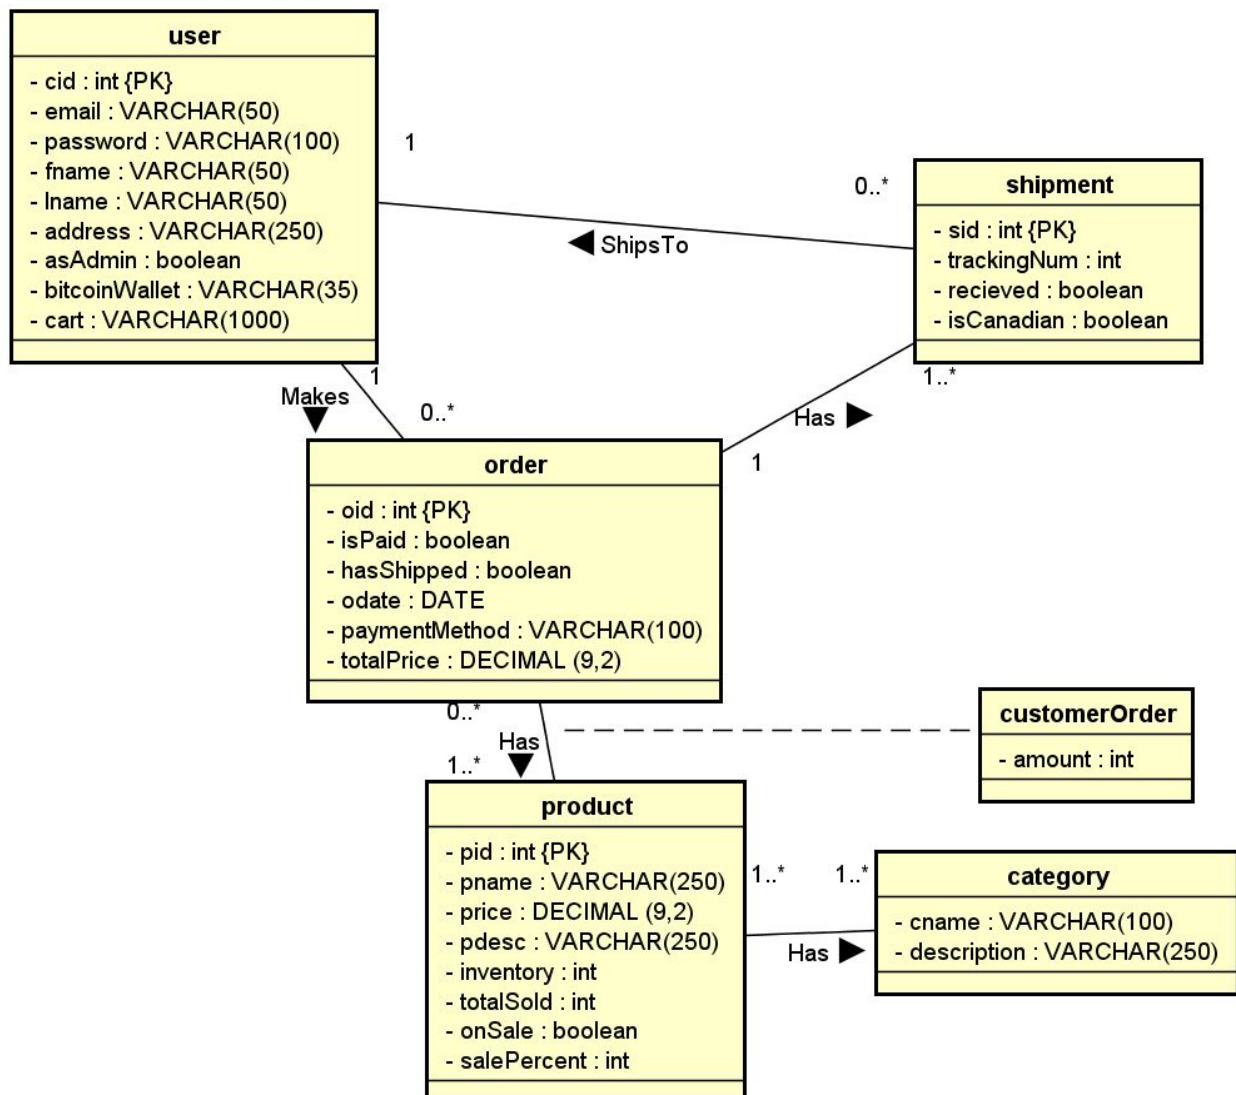 user
- cid : int {PK}
- email : VARCHAR(50)
- password : VARCHAR(100)
- fname : VARCHAR(50)
- lname : VARCHAR(50)
- address : VARCHAR(250)
- asAdmin : boolean
- bitcoinWallet : VARCHAR(35)
- cart : VARCHAR(1000)
1
0..*
ShipsTo
shipment
- sid : int {PK}
- trackingNum : int
- recieved : boolean
- isCanadian : boolean
1
Makes
0..*
1..*
Has
1
order
- oid : int {PK}
- isPaid : boolean
- hasShipped : boolean
- odate : DATE
- paymentMethod : VARCHAR(100)
- totalPrice : DECIMAL (9,2)
0..*
Has
1..*
customerOrder
- amount : int
product
- pid : int {PK}
- pname : VARCHAR(250)
- price : DECIMAL (9,2)
- pdesc : VARCHAR(250)
- inventory : int
- totalSold : int
- onSale : boolean
- salePercent : int
1..*
1..*
Has
category
- cname : VARCHAR(100)
- description : VARCHAR(250)